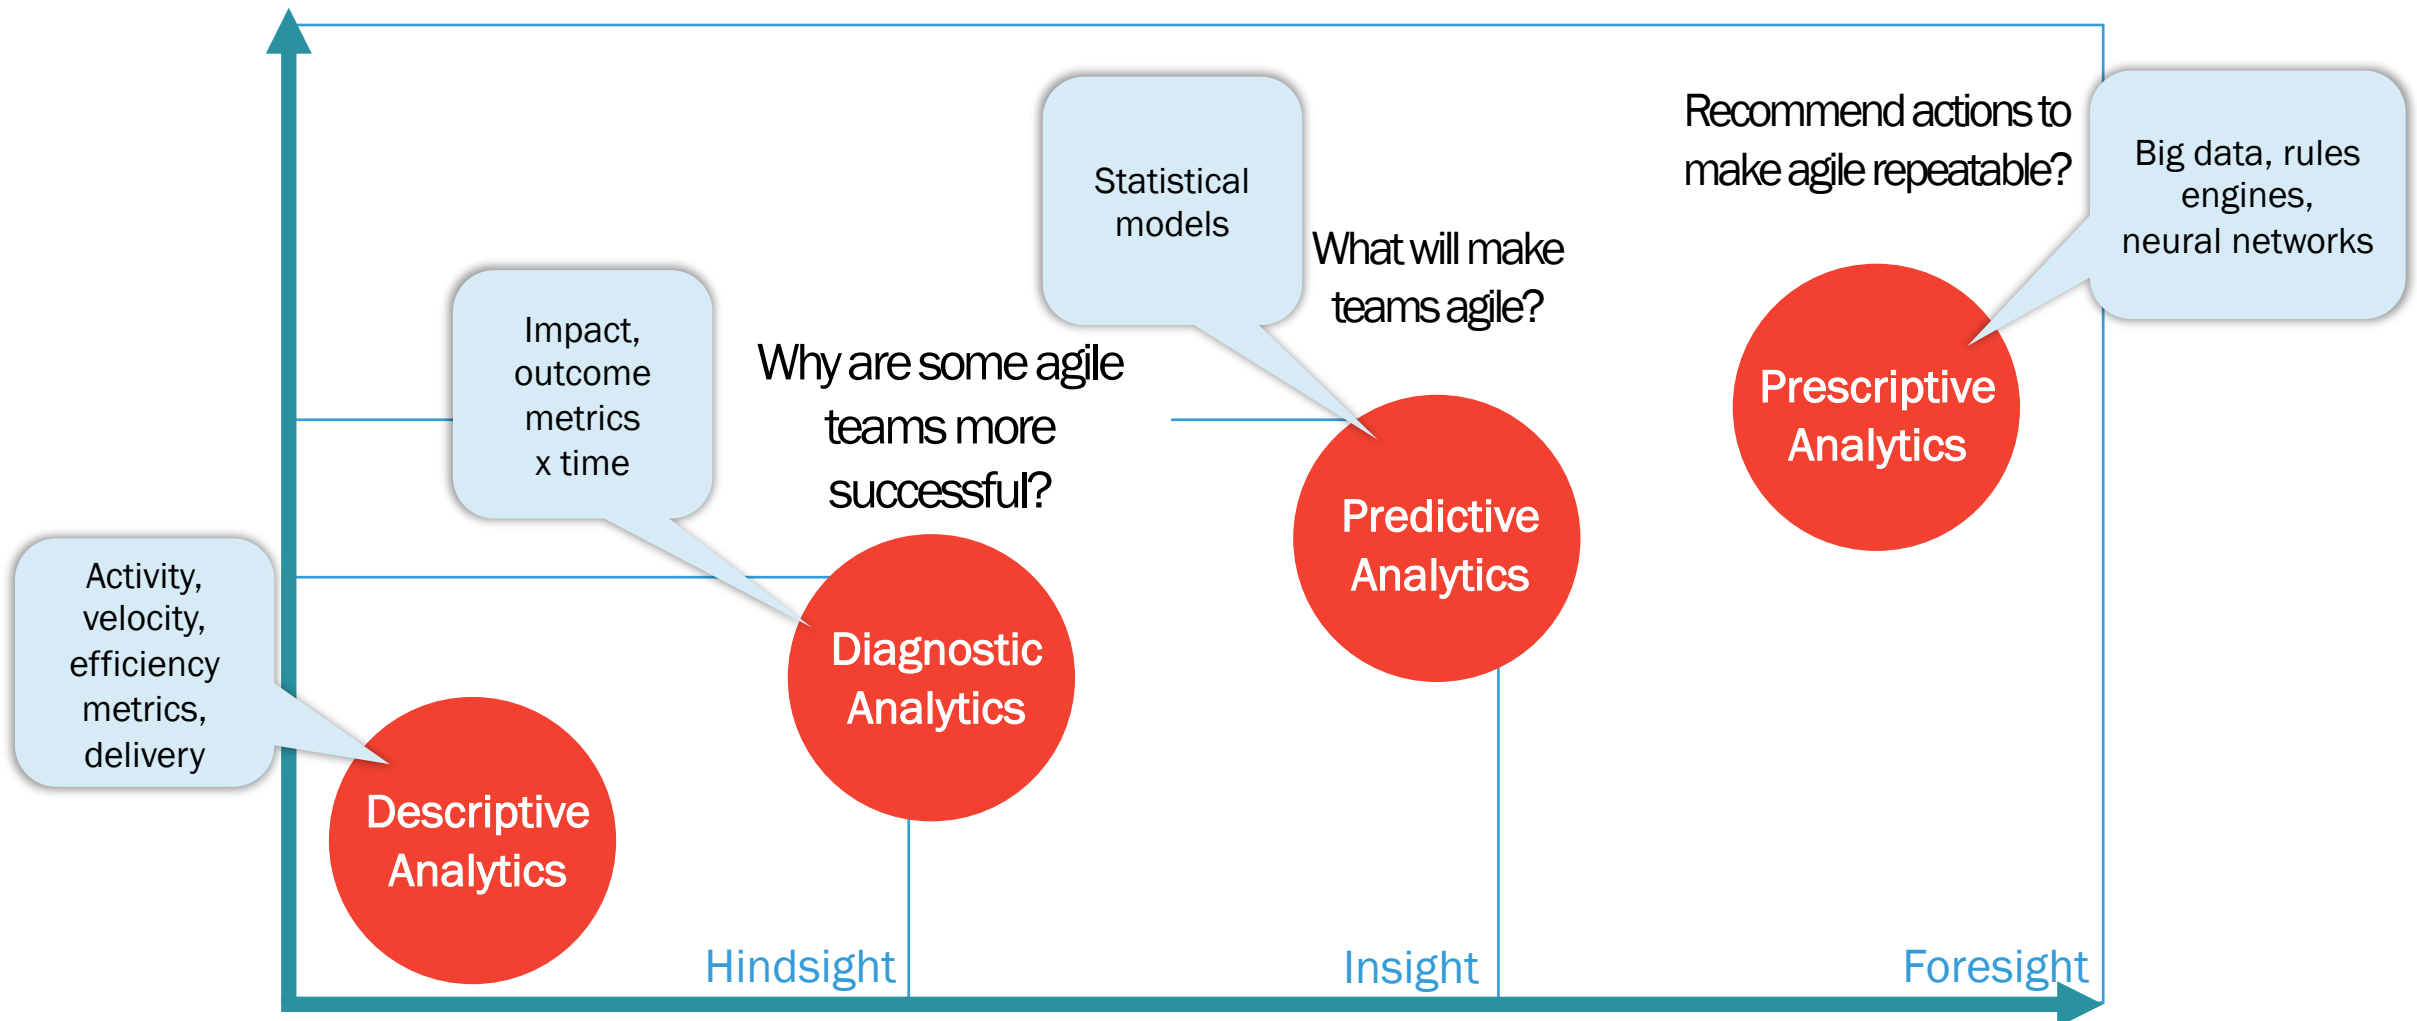 Activity,
velocity,
efficiency
metrics,
delivery
Descriptive
Analytics
Impact,
outcome
metrics
x time
Why are some agile
teams more
successful?
Diagnostic
Analytics
Statistical
models
What will make
teams agile?
Predictive
Analytics
Recommend actions to
make agile repeatable?
Big data, rules
engines,
neural networks
Prescriptive
Analytics
Hindsight
Insight
Foresight